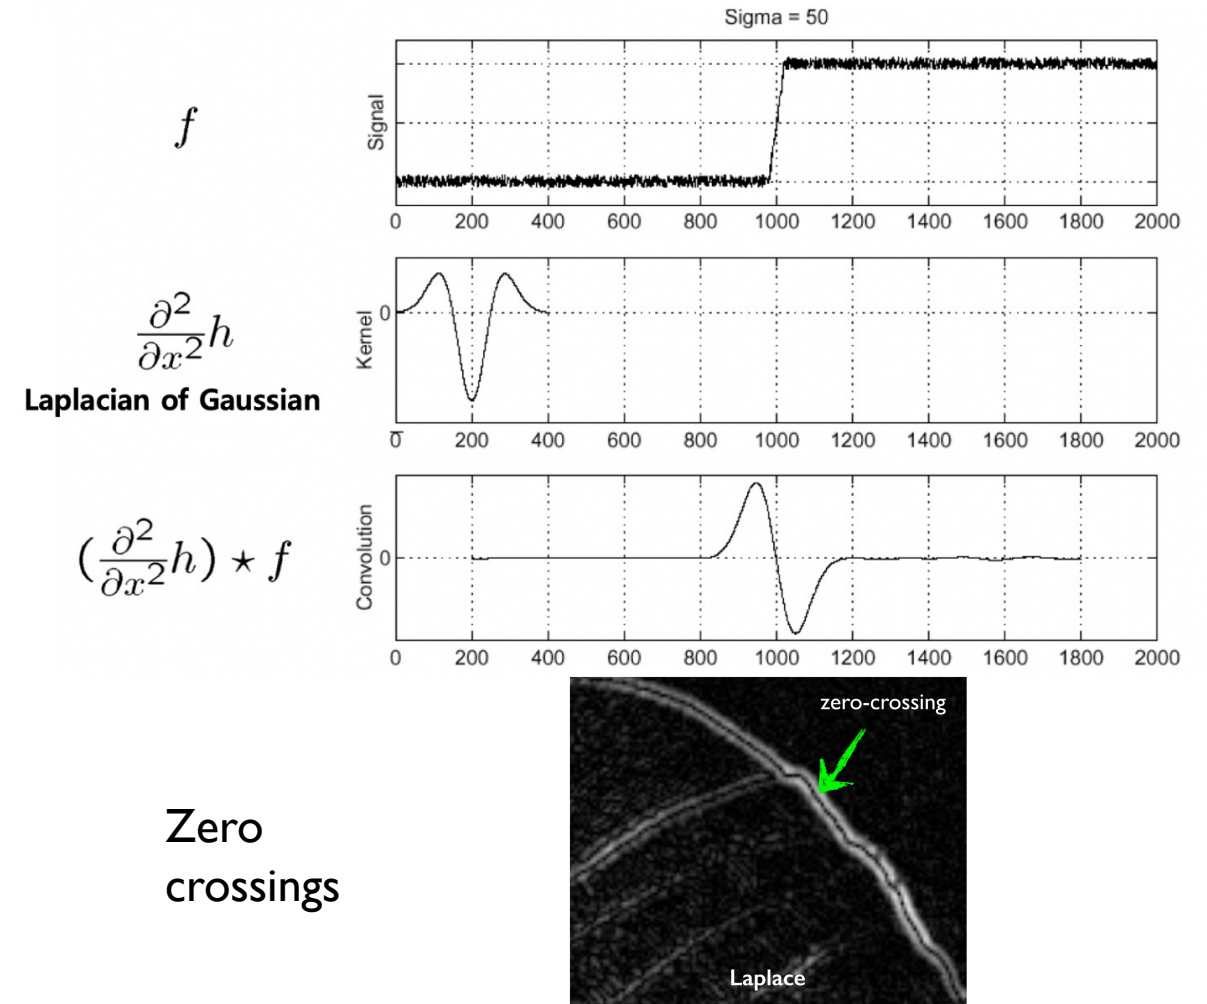 Sigma = 50
f
Signal
0 200 400 600 800 1000 1200 1400 1600 1800 2000
∂²/∂x² h
Laplacian of Gaussian
Kernel
0
0 200 400 600 800 1000 1200 1400 1600 1800 2000
(∂²/∂x² h) ⋆ f
Convolution
0
0 200 400 600 800 1000 1200 1400 1600 1800 2000
zero-crossing
Zero
crossings
Laplace